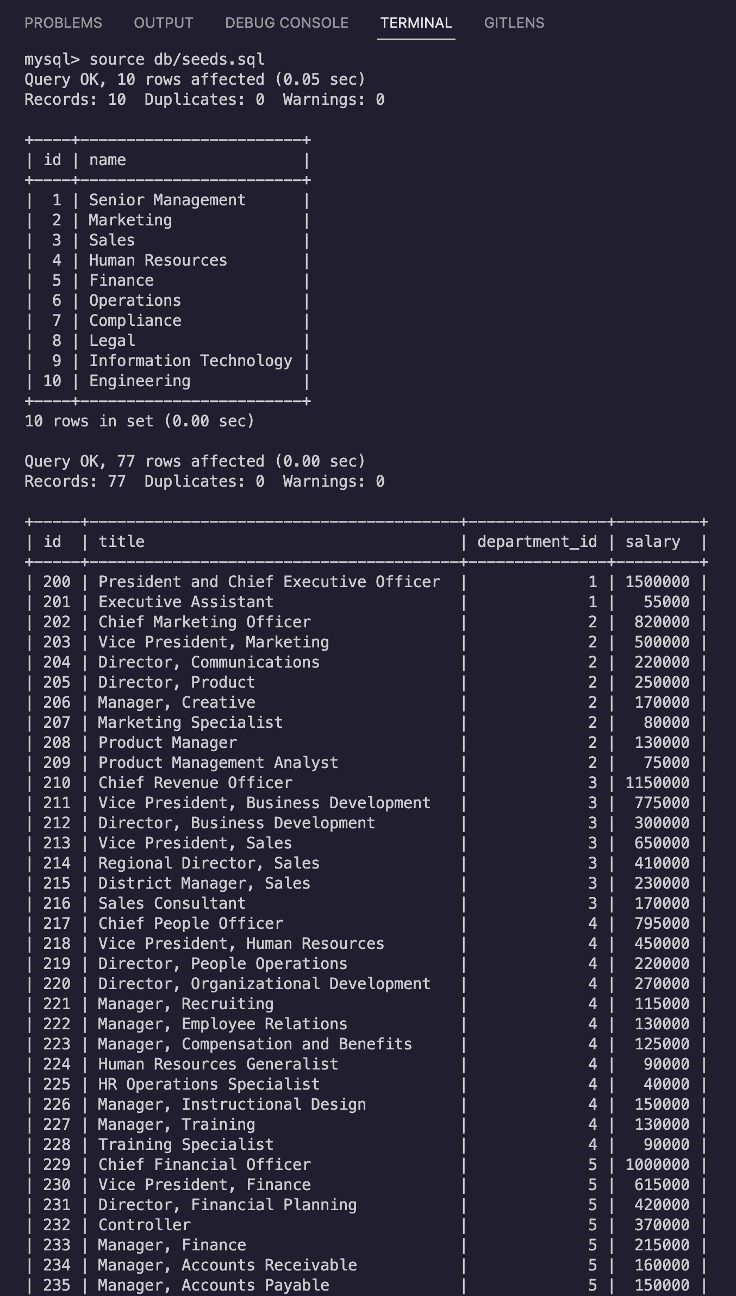 PROBLEMS OUTPUT DEBUG CONSOLE TERMINAL GITLENS
mysql> source db/seeds.sql
Query OK, 10 rows affected (0.05 sec)
Records: 10  Duplicates: 0  Warnings: 0
+----+------------------------+
| id | name                   |
+----+------------------------+
|  1 | Senior Management      |
|  2 | Marketing              |
|  3 | Sales                  |
|  4 | Human Resources        |
|  5 | Finance                |
|  6 | Operations             |
|  7 | Compliance             |
|  8 | Legal                  |
|  9 | Information Technology |
| 10 | Engineering            |
+----+------------------------+
10 rows in set (0.00 sec)
Query OK, 77 rows affected (0.00 sec)
Records: 77  Duplicates: 0  Warnings: 0
+-----+----------------------------------------+---------------+---------+
| id  | title                                  | department_id | salary  |
+-----+----------------------------------------+---------------+---------+
| 200 | President and Chief Executive Officer  |             1 | 1500000 |
| 201 | Executive Assistant                    |             1 |   55000 |
| 202 | Chief Marketing Officer                |             2 |  820000 |
| 203 | Vice President, Marketing              |             2 |  500000 |
| 204 | Director, Communications               |             2 |  220000 |
| 205 | Director, Product                      |             2 |  250000 |
| 206 | Manager, Creative                      |             2 |  170000 |
| 207 | Marketing Specialist                   |             2 |   80000 |
| 208 | Product Manager                        |             2 |  130000 |
| 209 | Product Management Analyst             |             2 |   75000 |
| 210 | Chief Revenue Officer                  |             3 | 1150000 |
| 211 | Vice President, Business Development   |             3 |  775000 |
| 212 | Director, Business Development         |             3 |  300000 |
| 213 | Vice President, Sales                  |             3 |  650000 |
| 214 | Regional Director, Sales               |             3 |  410000 |
| 215 | District Manager, Sales                |             3 |  230000 |
| 216 | Sales Consultant                       |             3 |  170000 |
| 217 | Chief People Officer                   |             4 |  795000 |
| 218 | Vice President, Human Resources        |             4 |  450000 |
| 219 | Director, People Operations            |             4 |  220000 |
| 220 | Director, Organizational Development   |             4 |  270000 |
| 221 | Manager, Recruiting                    |             4 |  115000 |
| 222 | Manager, Employee Relations            |             4 |  130000 |
| 223 | Manager, Compensation and Benefits     |             4 |  125000 |
| 224 | Human Resources Generalist             |             4 |   90000 |
| 225 | HR Operations Specialist               |             4 |   40000 |
| 226 | Manager, Instructional Design          |             4 |  150000 |
| 227 | Manager, Training                      |             4 |  130000 |
| 228 | Training Specialist                    |             4 |   90000 |
| 229 | Chief Financial Officer                |             5 | 1000000 |
| 230 | Vice President, Finance                |             5 |  615000 |
| 231 | Director, Financial Planning           |             5 |  420000 |
| 232 | Controller                             |             5 |  370000 |
| 233 | Manager, Finance                       |             5 |  215000 |
| 234 | Manager, Accounts Receivable           |             5 |  160000 |
| 235 | Manager, Accounts Payable              |             5 |  150000 |